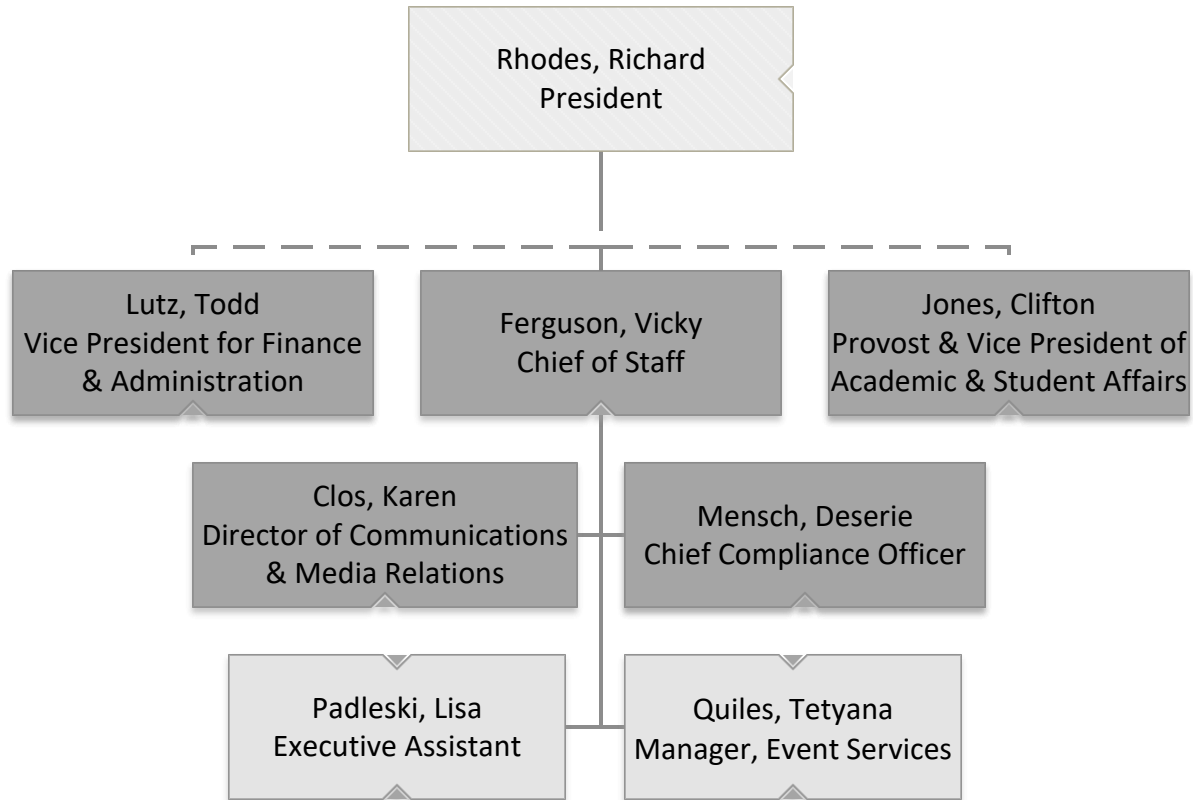 Rhodes, Richard
President
Lutz, Todd
Vice President for Finance
& Administration
Ferguson, Vicky
Chief of Staff
Jones, Clifton
Provost & Vice President of
Academic & Student Affairs
Clos, Karen
Director of Communications
& Media Relations
Mensch, Deserie
Chief Compliance Officer
Padleski, Lisa
Executive Assistant
Quiles, Tetyana
Manager, Event Services